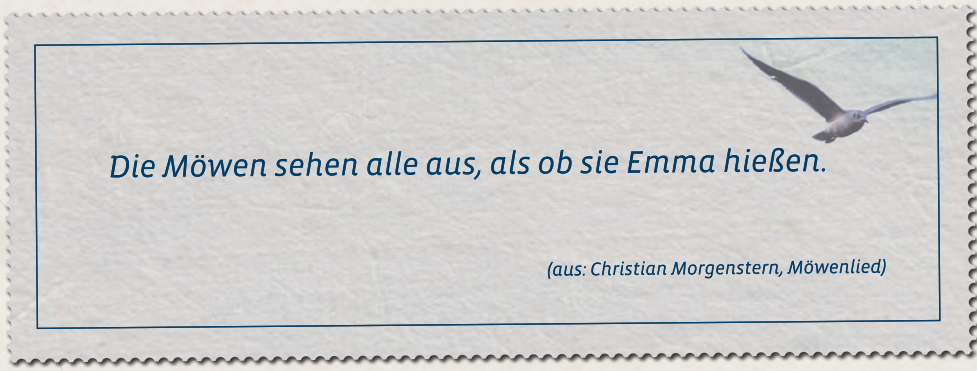 Die Möwen sehen alle aus, als ob sie Emma hießen.
(aus: Christian Morgenstern, Möwenlied)